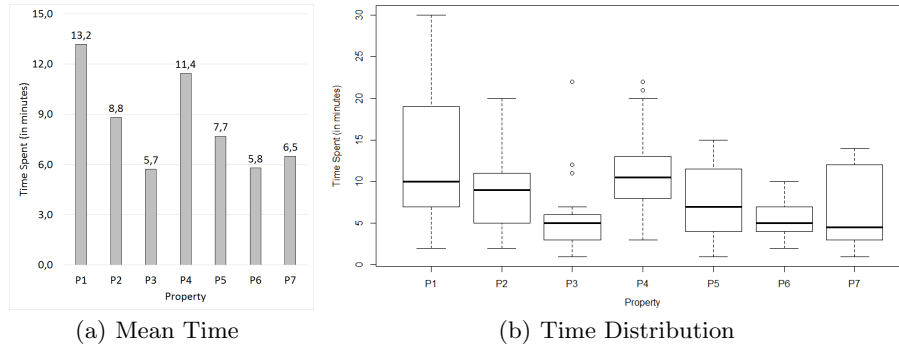 15,0
12,0
9,0
6,0
3,0
0,0
Time Spent (in minutes)
13,2
8,8
5,7
11,4
7,7
5,8
6,5
P1 P2 P3 P4 P5 P6 P7
Property
(a) Mean Time
30
20
15
10
5
0
Time Spent (in minutes)
P1 P2 P3 P4 P5 P6 P7
Property
(b) Time Distribution